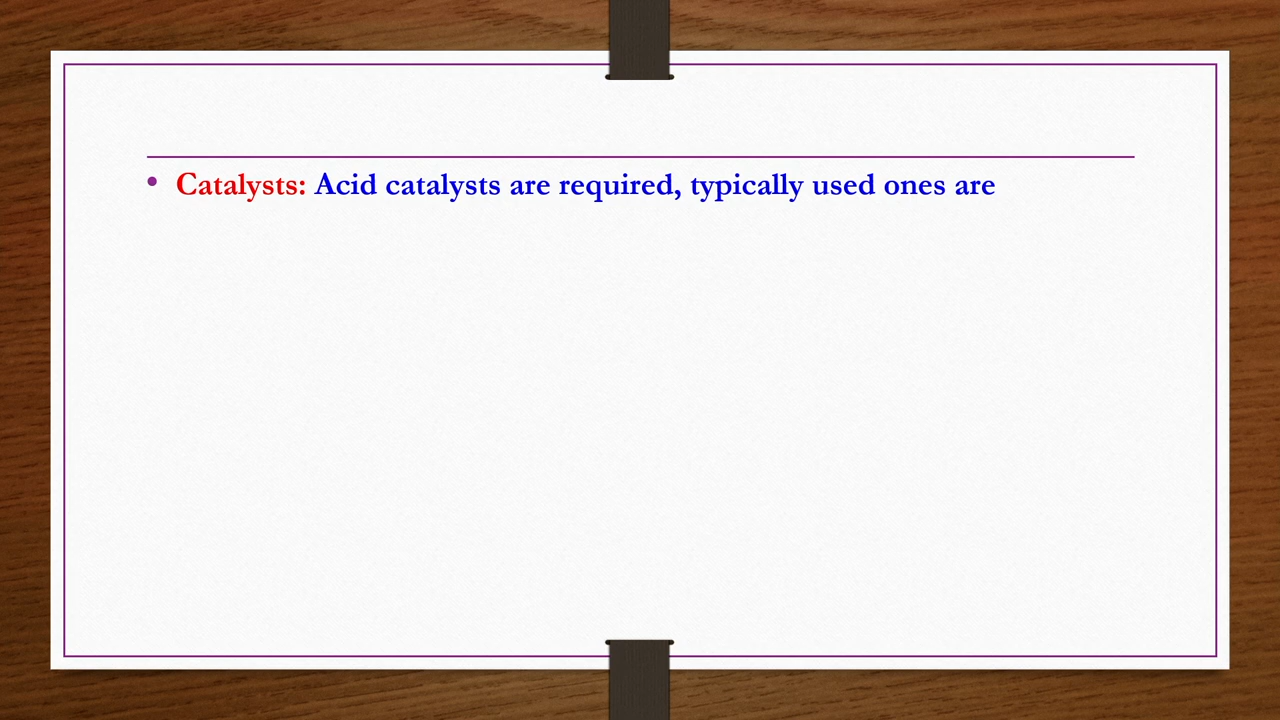 • Catalysts: Acid catalysts are required, typically used ones are